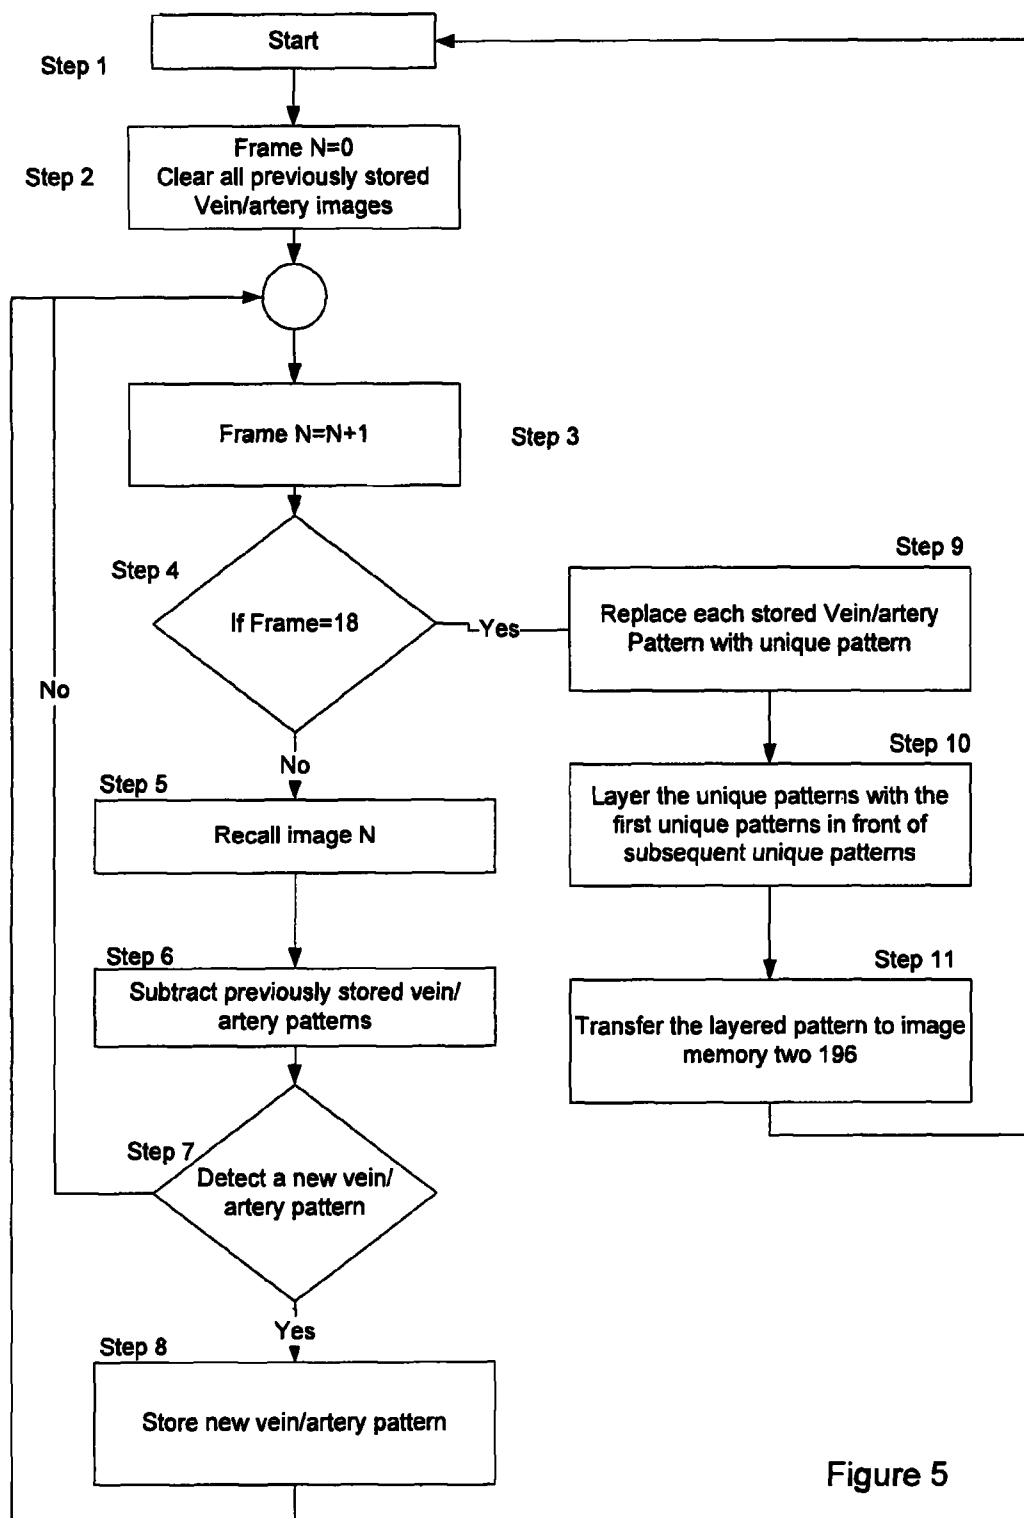 Start
Step 1
Frame N=0
Clear all previously stored
Vein/artery images
Step 2
Frame N=N+1
Step 3
Step 4
If Frame=18
Yes
No
No
Step 5
Recall image N
Step 6
Subtract previously stored vein/
artery patterns
Step 7
Detect a new vein/
artery pattern
Yes
Step 8
Store new vein/artery pattern
Step 9
Replace each stored Vein/artery
Pattern with unique pattern
Step 10
Layer the unique patterns with the
first unique patterns in front of
subsequent unique patterns
Step 11
Transfer the layered pattern to image
memory two 196
Figure 5